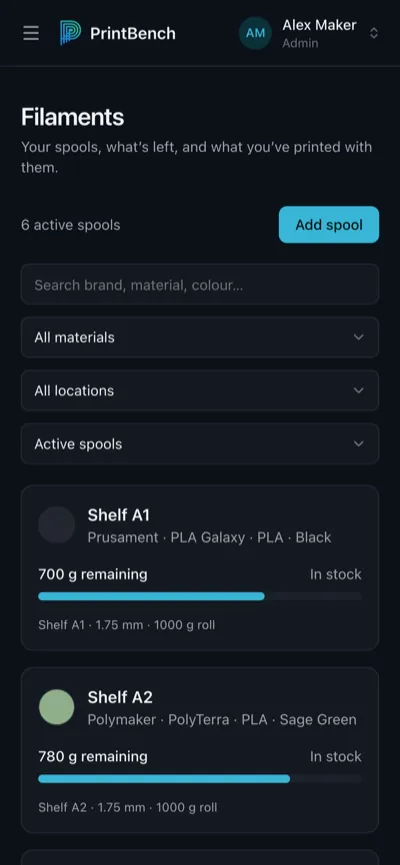 PrintBench
AM
Alex Maker
Admin
Filaments
Your spools, what’s left, and what you’ve printed with
them.
6 active spools
Add spool
Search brand, material, colour...
All materials
All locations
Active spools
Shelf A1
Prusament · PLA Galaxy · PLA · Black
700 g remaining
In stock
Shelf A1 · 1.75 mm · 1000 g roll
Shelf A2
Polymaker · PolyTerra · PLA · Sage Green
780 g remaining
In stock
Shelf A2 · 1.75 mm · 1000 g roll